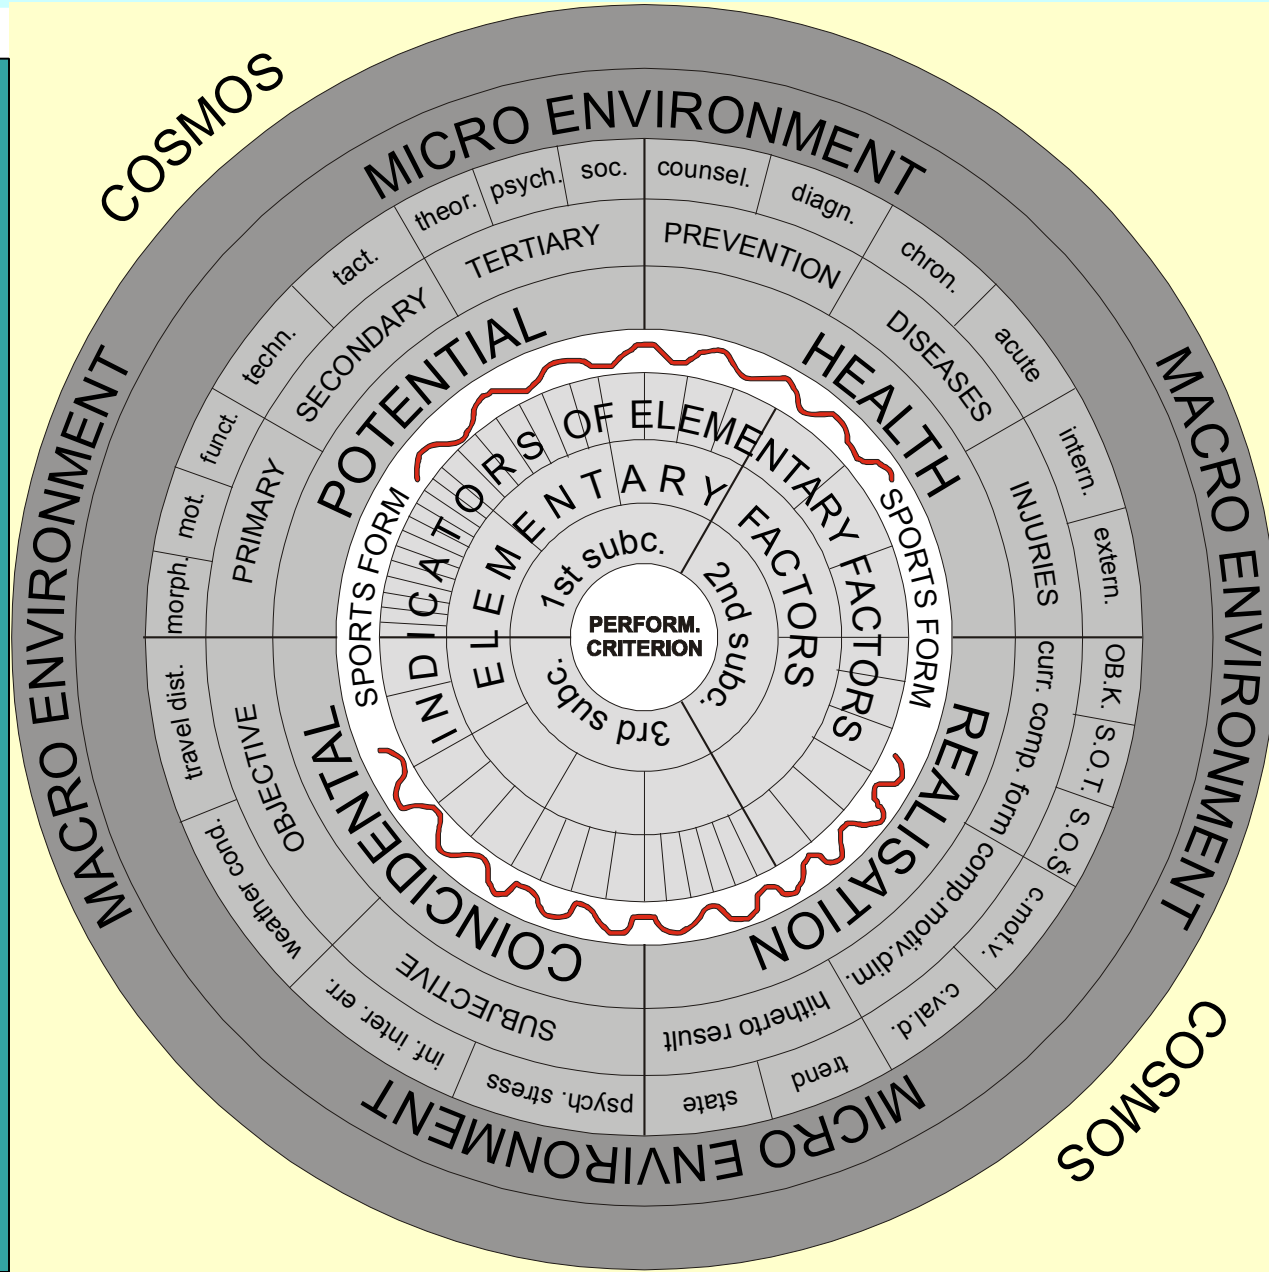 COSMOS
MICRO ENVIRONMENT
MACRO ENVIRONMENT
MACRO ENVIRONMENT
MICRO ENVIRONMENT
COSMOS
theor.
psych.
soc.
counsel.
diagn.
tact.
chron.
techn.
acute
funct.
intern.
mot.
extern.
morph.
TERTIARY
PREVENTION
SECONDARY
DISEASES
PRIMARY
INJURIES
POTENTIAL
HEALTH
SPORTS FORM
SPORTS FORM
INDICATORS OF ELEMENTARY FACTORS
ELEMENTARY FACTORS
1st subc.
2nd subc.
3rd subc.
PERFORM.
CRITERION
COINCIDENTAL
REALISATION
OBJECTIVE
SUBJECTIVE
travel dist.
weather cond.
inf. inter. err.
psych. stress
curr. comp. form
comp.motiv.dim.
hitherto result
OB.K.
S.O.T.
S.O.Š
c.mot.v.
c.val.d.
trend
state